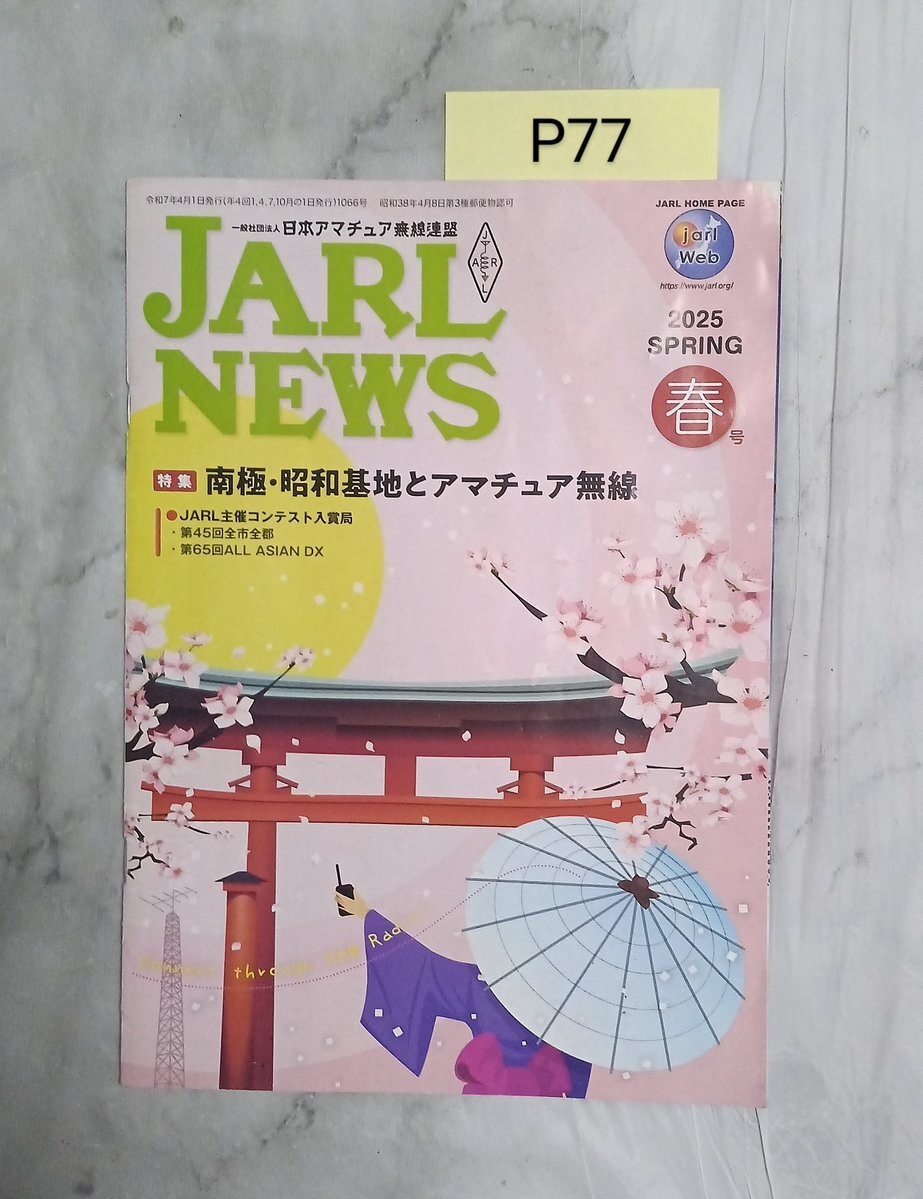 P77
令和7年4月1日発行(年4回1,4,7,10月の1日発行)1066号　昭和38年4月8日第3種郵便物認可
JARL HOME PAGE
一般社団法人 日本アマチュア無線連盟
JARL
NEWS
J
A R
L
jarl
Web
https://www.jarl.org/
2025
SPRING
春
号
特集 南極・昭和基地とアマチュア無線
●JARL主催コンテスト入賞局
・第45回全市全郡
・第65回ALL ASIAN DX
through